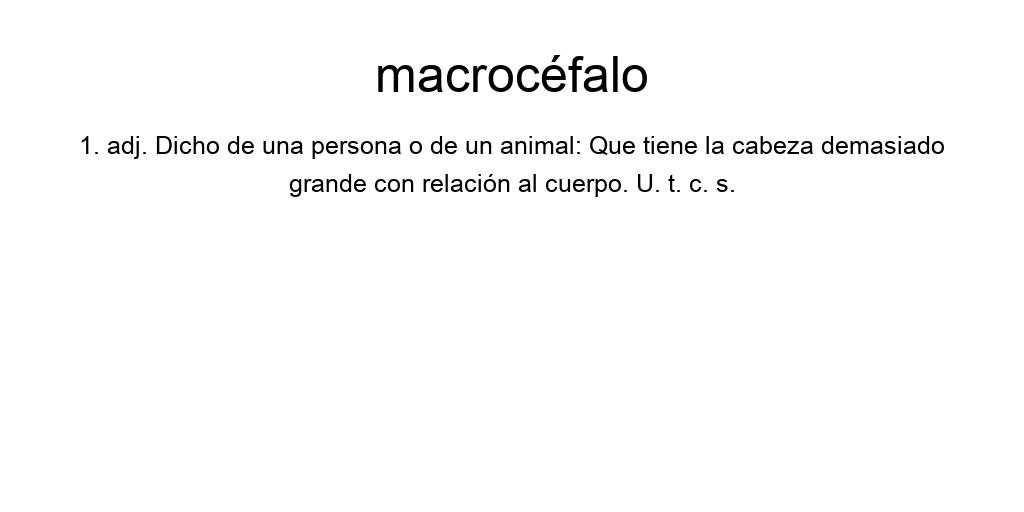 macrocéfalo
1. adj. Dicho de una persona o de un animal: Que tiene la cabeza demasiado
grande con relación al cuerpo. U. t. c. s.